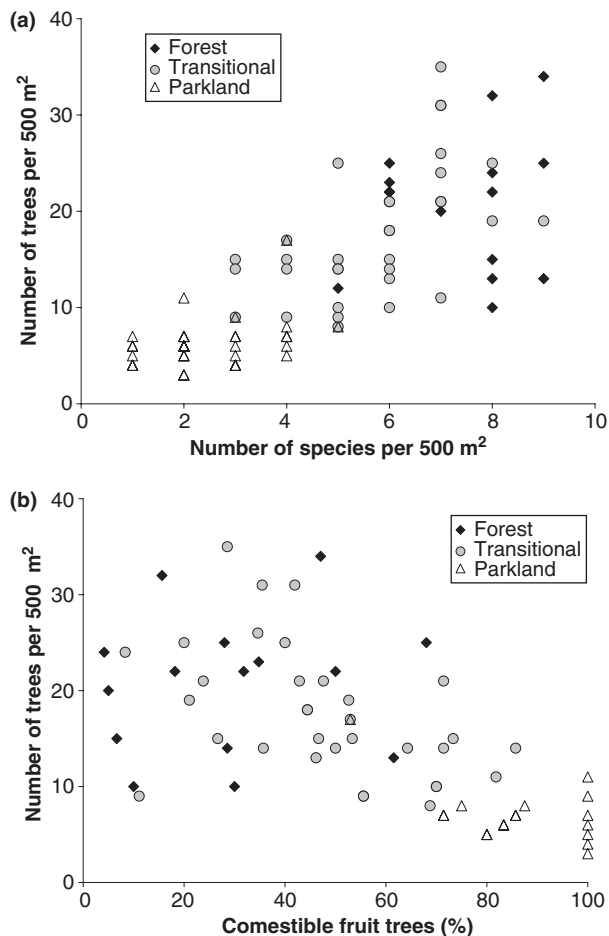 (a)
40
30
20
10
0
Number of trees per 500 m²
Forest
Transitional
Parkland
0 2 4 6 8 10
Number of species per 500 m²
(b)
40
30
20
10
0
Number of trees per 500 m²
Forest
Transitional
Parkland
0 20 40 60 80 100
Comestible fruit trees (%)